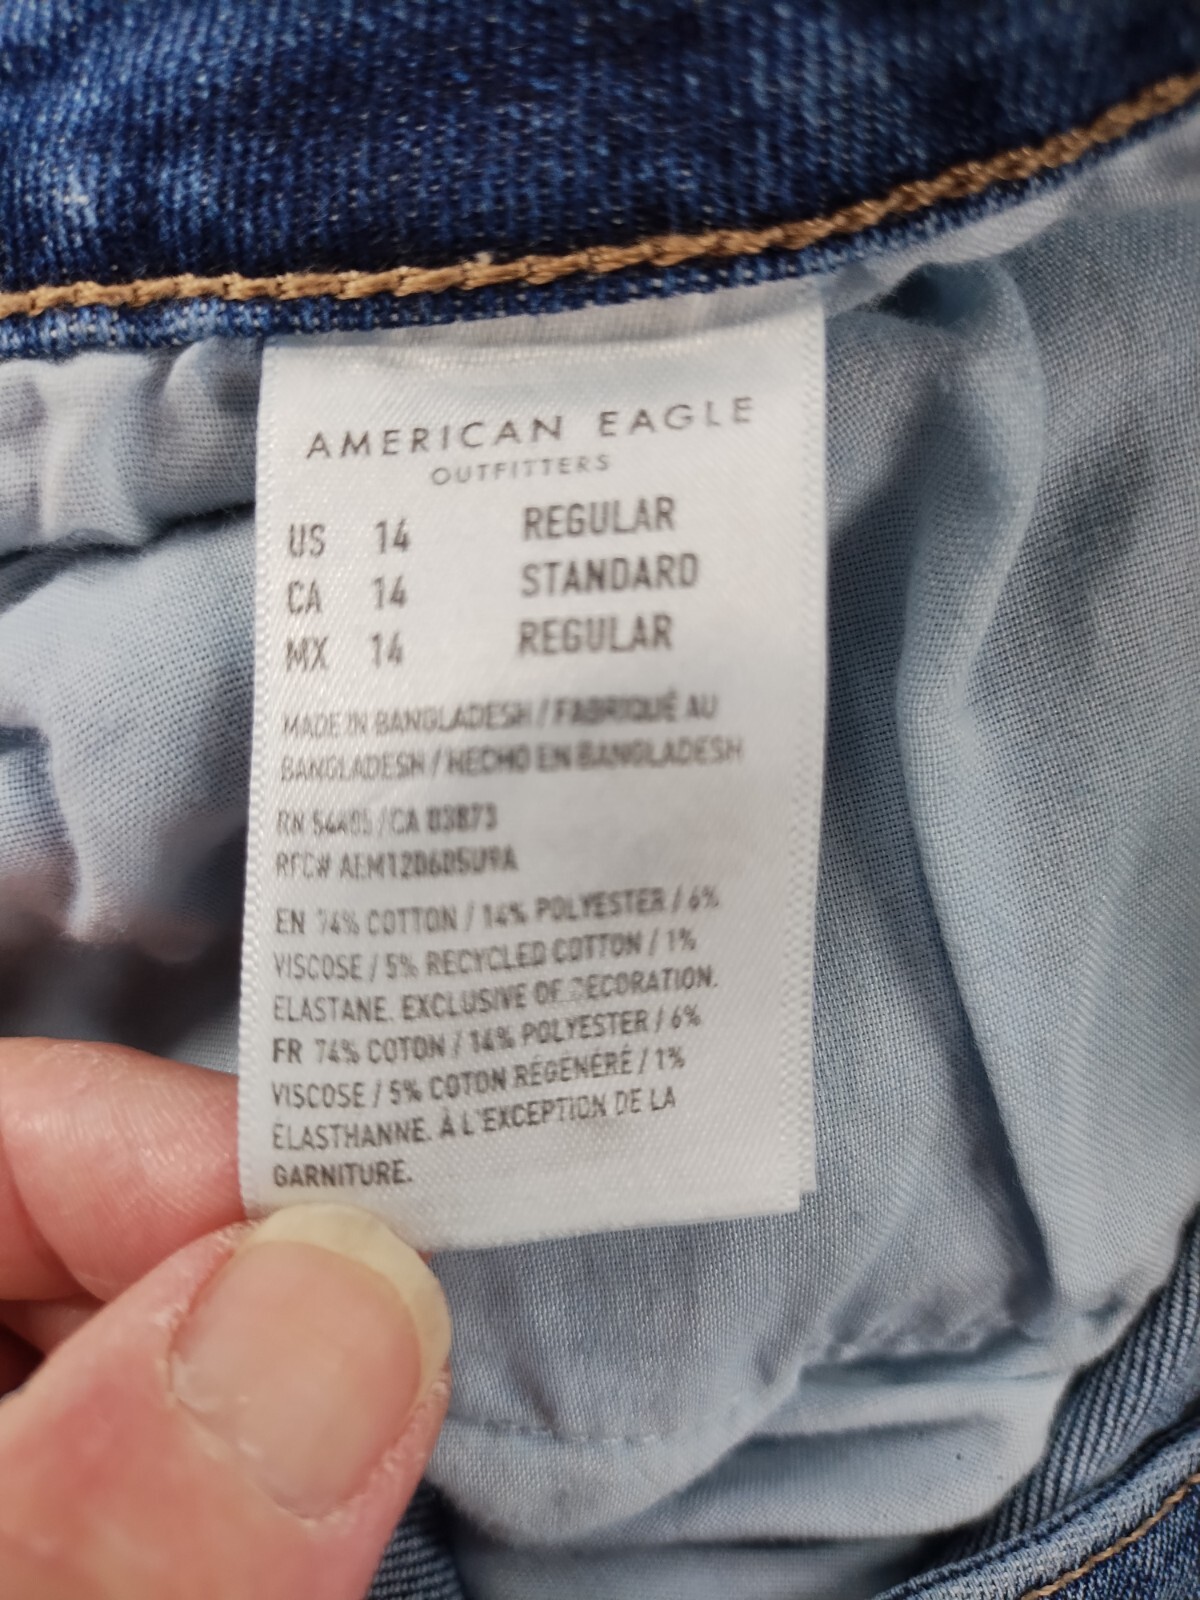 AMERICAN EAGLE
OUTFITTERS
US 14 REGULAR
CA 14 STANDARD
MX 14 REGULAR
MADE IN BANGLADESH / FABRIQUÉ AU
BANGLADESH / HECHO EN BANGLADESH
RN 54485 / CA 03873
RFC# AEM120605U9A
EN 74% COTTON / 14% POLYESTER / 6%
VISCOSE / 5% RECYCLED COTTON / 1%
ELASTANE. EXCLUSIVE OF DECORATION.
FR 74% COTON / 14% POLYESTER / 6%
VISCOSE / 5% COTON RÉGÉNÉRÉ / 1%
ÉLASTHANNE. À L'EXCEPTION DE LA
GARNITURE.